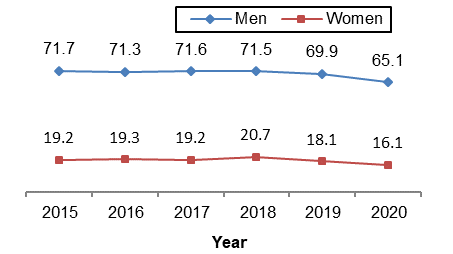 Men Women
71.7 71.3 71.6 71.5 69.9 65.1
19.2 19.3 19.2 20.7 18.1 16.1
2015 2016 2017 2018 2019 2020
Year